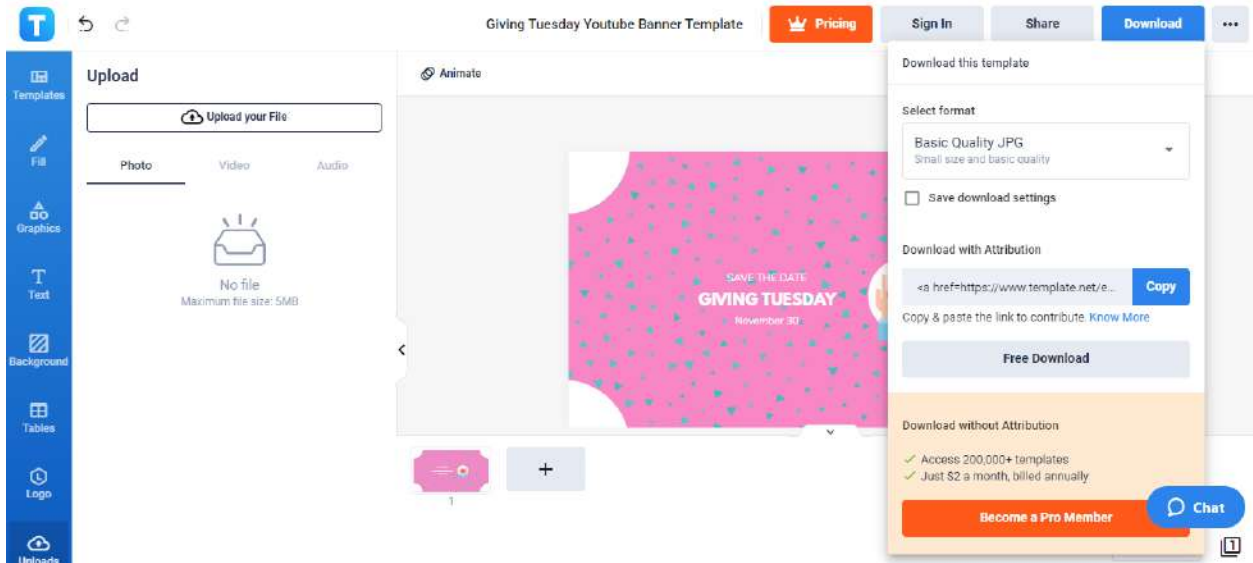 T
Giving Tuesday Youtube Banner Template
Pricing
Sign In
Share
Download
Templates
Fill
Graphics
T
Text
Background
Tables
L
Logo
Uploads
Upload
Upload your File
Photo
Video
Audio
No file
Maximum file size: 5MB
Animate
SAVE THE DATE
GIVING TUESDAY
November 30
1
+
Download this template
Select format
Basic Quality JPG
Small size and basic quality
Save download settings
Download with Attribution
<a href=https://www.template.net/e...
Copy
Copy & paste the link to contribute. Know More
Free Download
Download without Attribution
Access 200,000+ templates
Just $2 a month, billed annually
Become a Pro Member
Chat
1